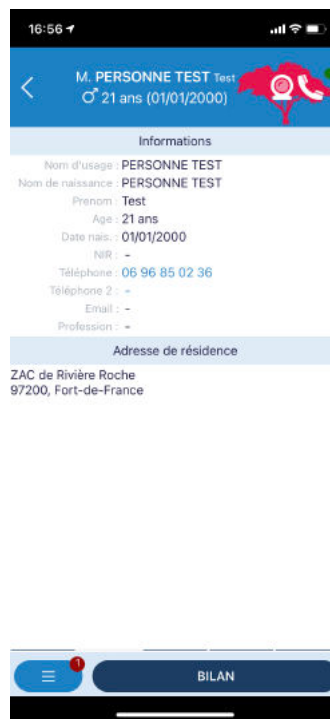 16:56
M. PERSONNE TEST Test
21 ans (01/01/2000)
Informations
Nom d'usage : PERSONNE TEST
Nom de naissance : PERSONNE TEST
Prenom : Test
Age : 21 ans
Date nais. : 01/01/2000
NIR : -
Téléphone : 06 96 85 02 36
Téléphone 2 : -
Email : -
Profession : -
Adresse de résidence
ZAC de Rivière Roche
97200, Fort-de-France
1
BILAN